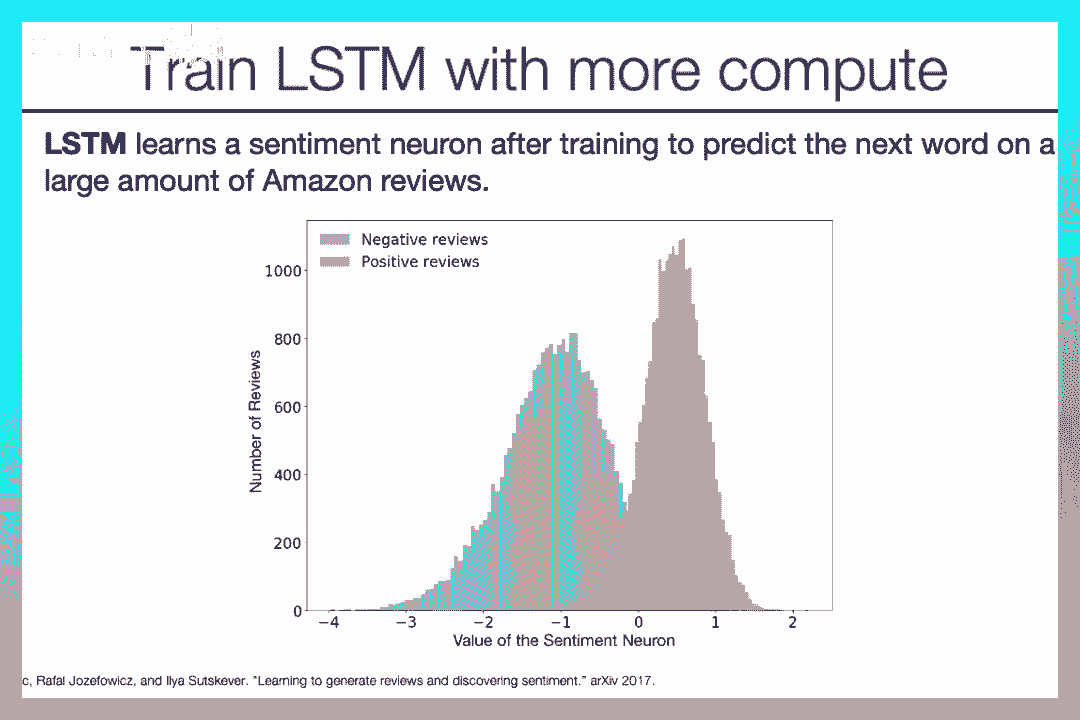 Train LSTM with more compute
LSTM learns a sentiment neuron after training to predict the next word on a
large amount of Amazon reviews.
Negative reviews
Positive reviews
1000
800
600
400
200
0
Number of Reviews
−4 −3 −2 −1 0 1 2
Value of the Sentiment Neuron
c, Rafal Jozefowicz, and Ilya Sutskever. "Learning to generate reviews and discovering sentiment." arXiv 2017.